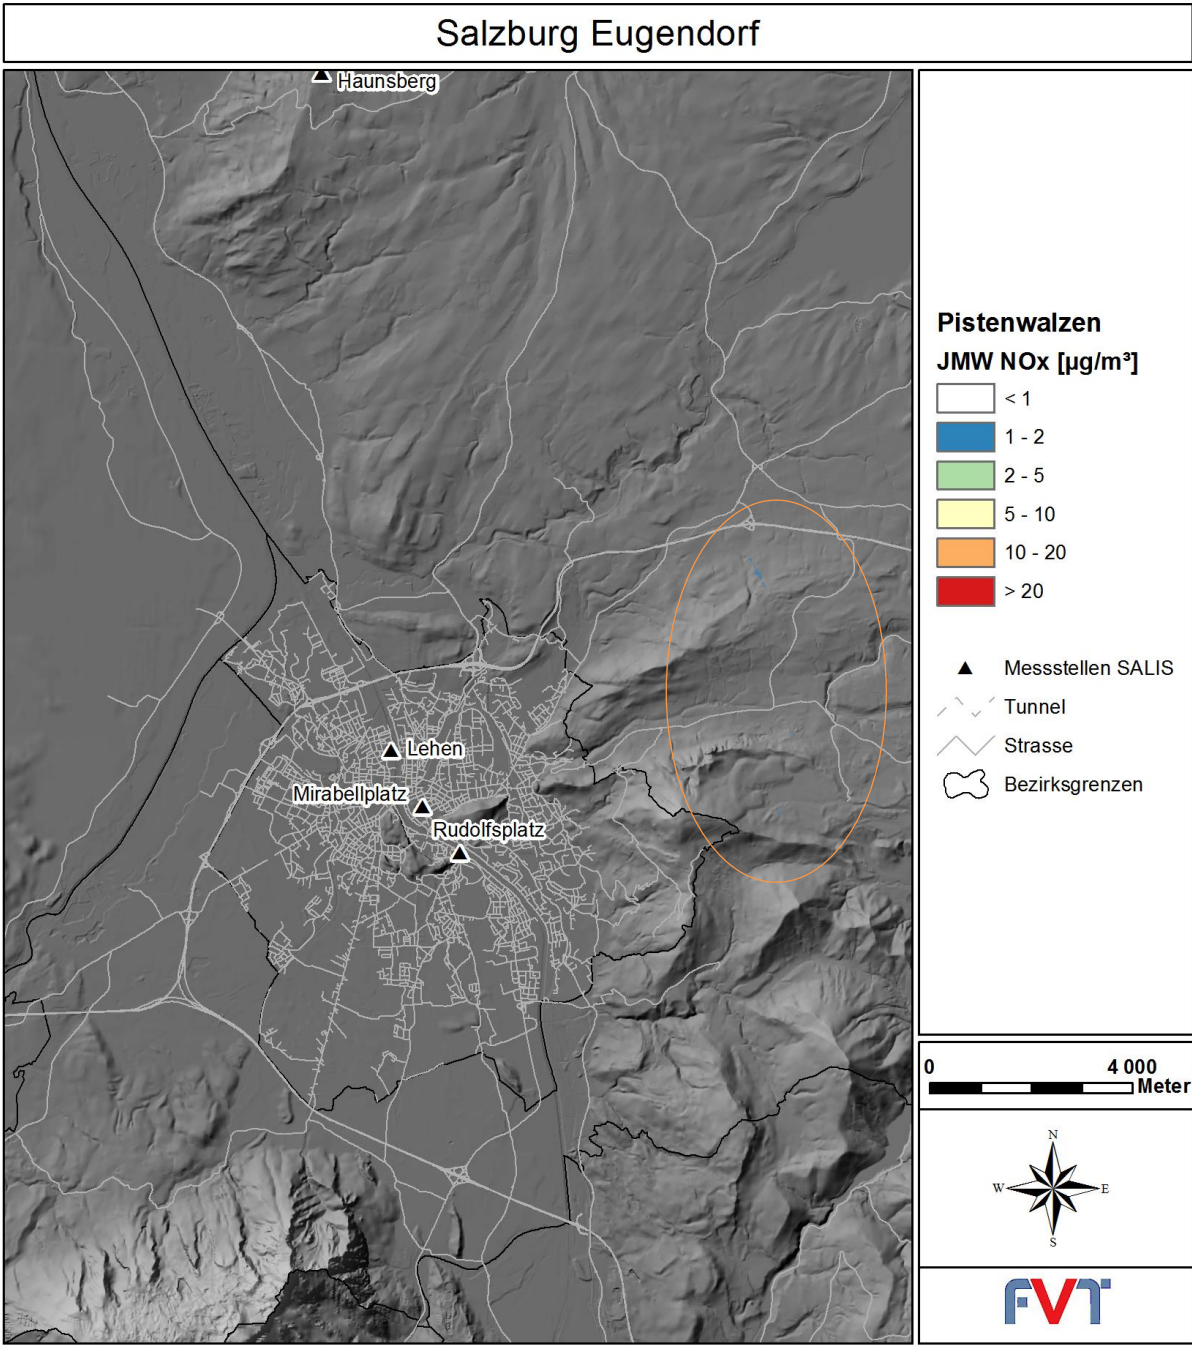 Salzburg Eugendorf
Haunsberg
Lehen
Mirabellplatz
Rudolfsplatz
Pistenwalzen
JMW NOx [µg/m³]
< 1
1 - 2
2 - 5
5 - 10
10 - 20
> 20
Messstellen SALIS
Tunnel
Strasse
Bezirksgrenzen
0 4 000
Meter
N
W E
S
FVT